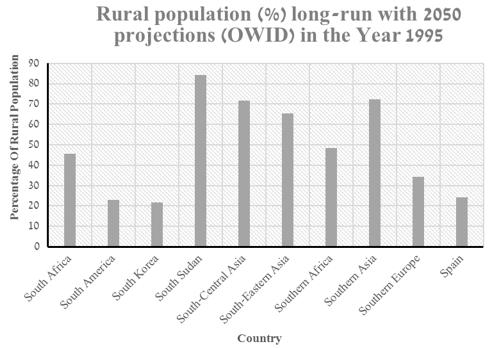 Rural population (%) long-run with 2050
projections (OWID) in the Year 1995
Percentage Of Rural Population
90
80
70
60
50
40
30
20
10
0
South Africa
South America
South Korea
South Sudan
South-Central Asia
South-Eastern Asia
Southern Africa
Southern Asia
Southern Europe
Spain
Country